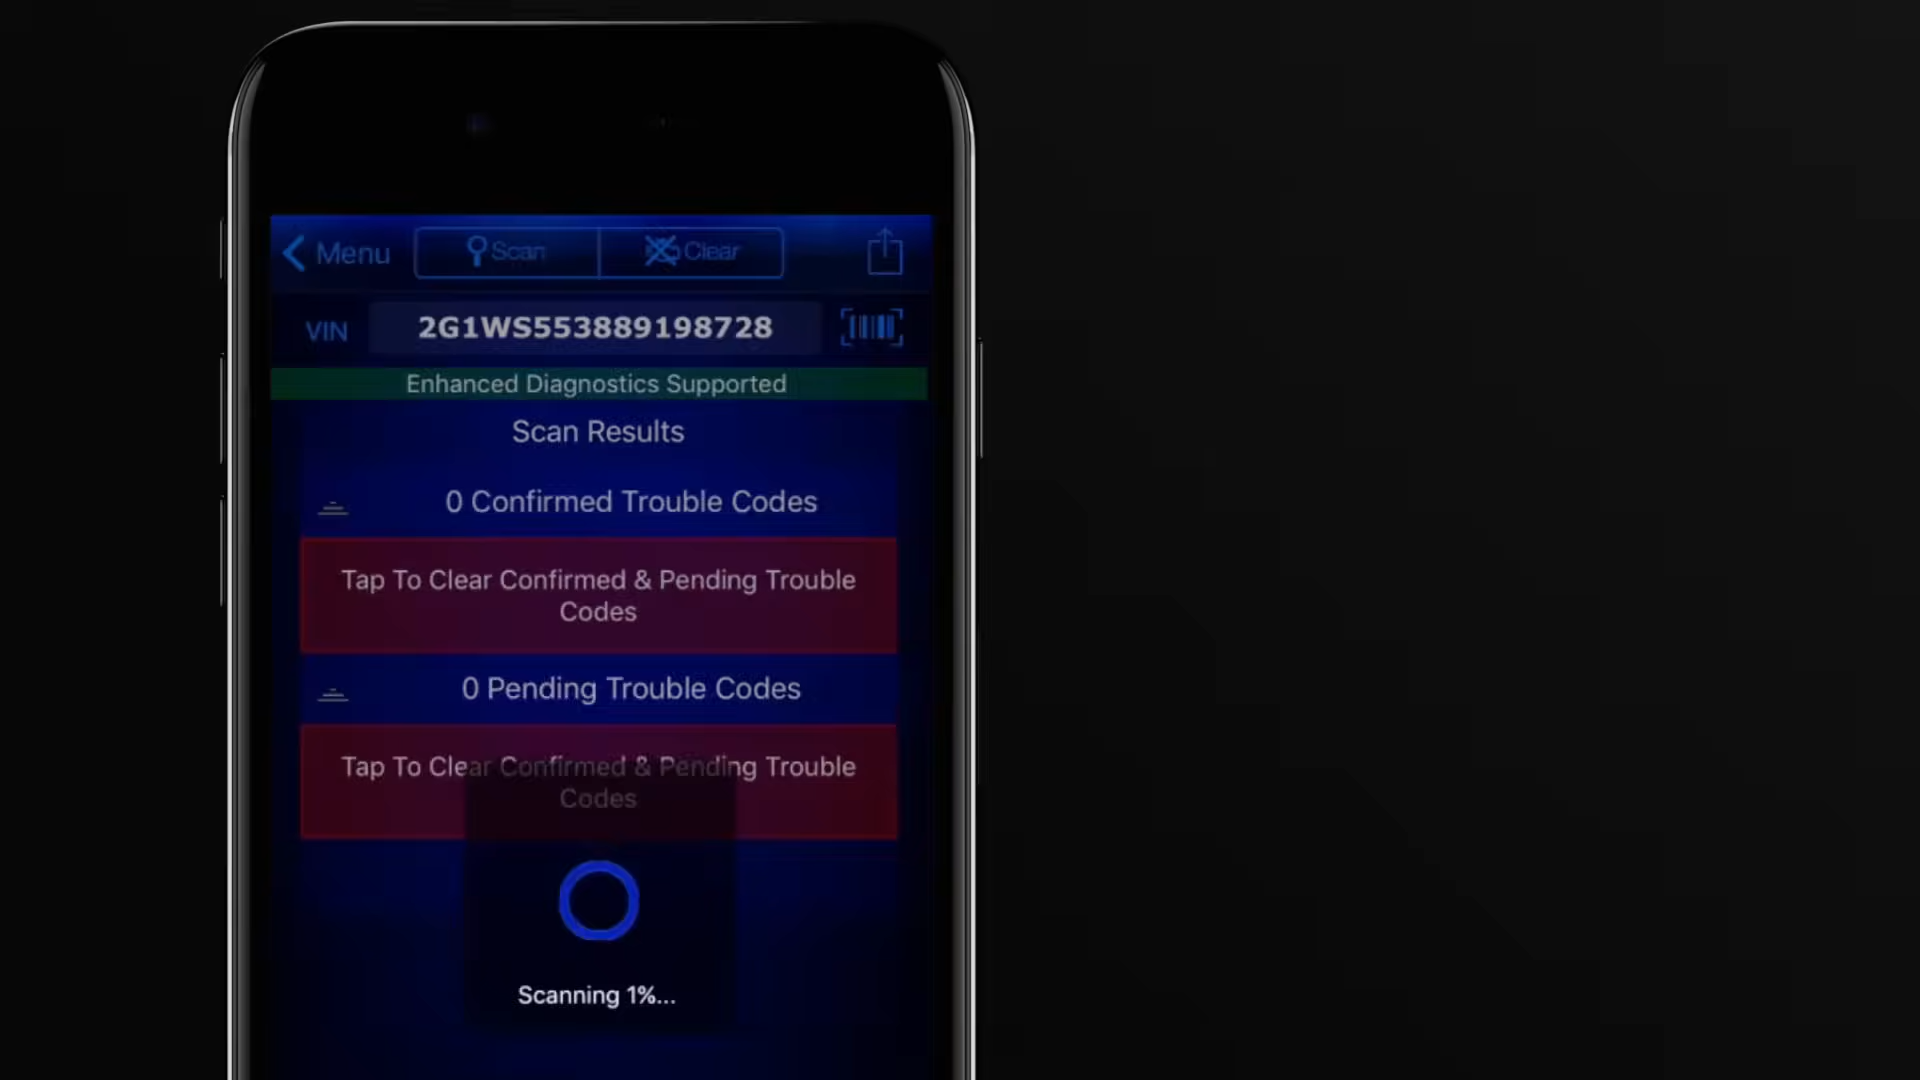 Menu
Scan
Clear
VIN
2G1WS553889198728
Enhanced Diagnostics Supported
Scan Results
0 Confirmed Trouble Codes
Tap To Clear Confirmed & Pending Trouble
Codes
0 Pending Trouble Codes
Tap To Clear Confirmed & Pending Trouble
Codes
Scanning 1%...